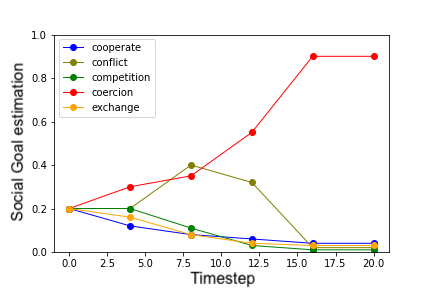 1.0
0.8
0.6
0.4
0.2
0.0
Social Goal estimation
cooperate
conflict
competition
coercion
exchange
0.0 2.5 5.0 7.5 10.0 12.5 15.0 17.5 20.0
Timestep